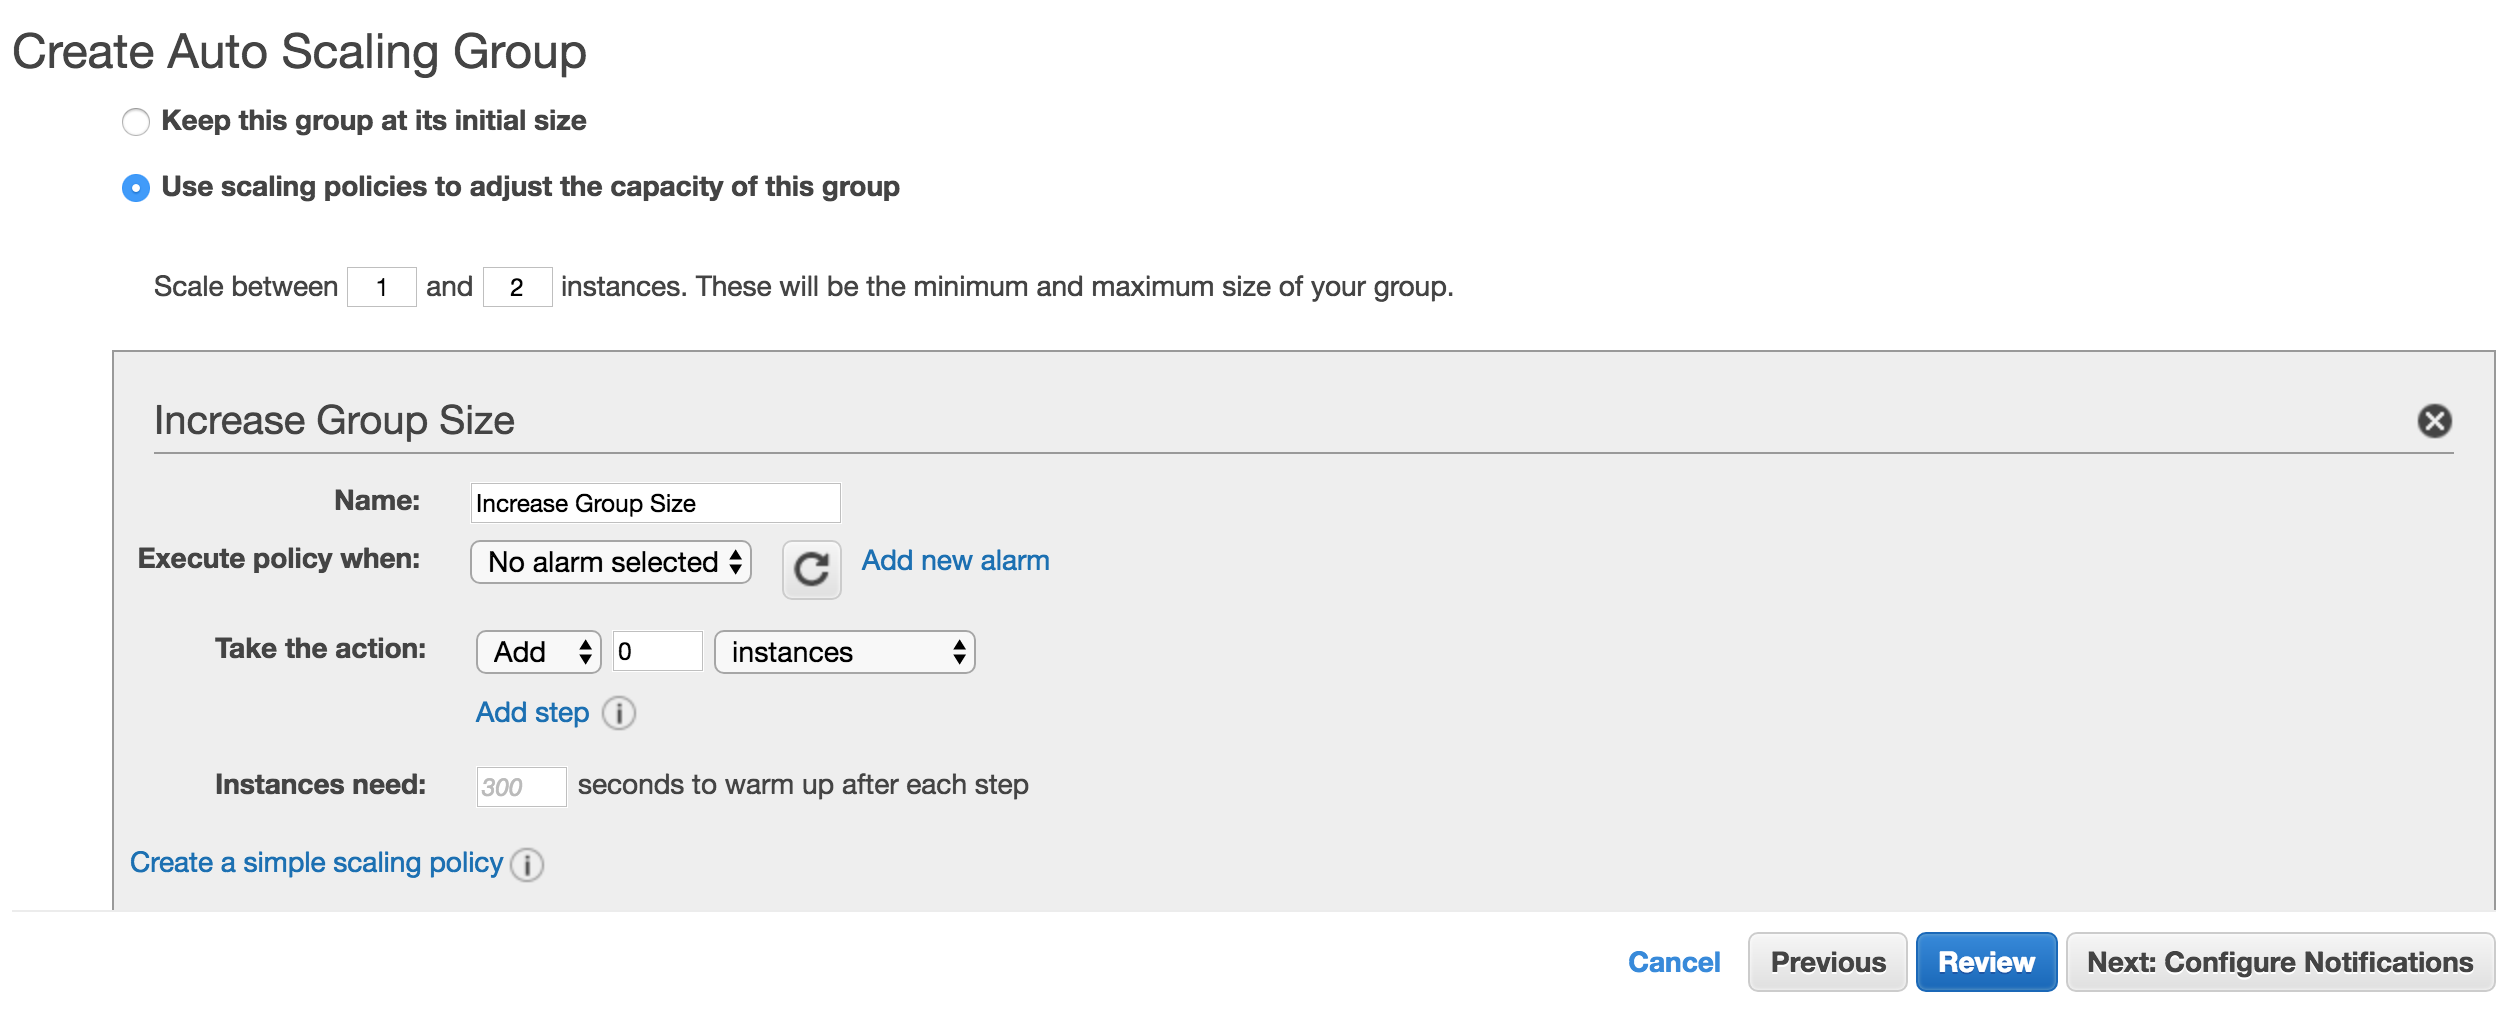 Create Auto Scaling Group
Keep this group at its initial size
Use scaling policies to adjust the capacity of this group
Scale between 1 and 2 instances. These will be the minimum and maximum size of your group.
Increase Group Size
Name: Increase Group Size
Execute policy when: No alarm selected Add new alarm
Take the action: Add 0 instances
Add step i
Instances need: 300 seconds to warm up after each step
Create a simple scaling policy i
Cancel Previous Review Next: Configure Notifications